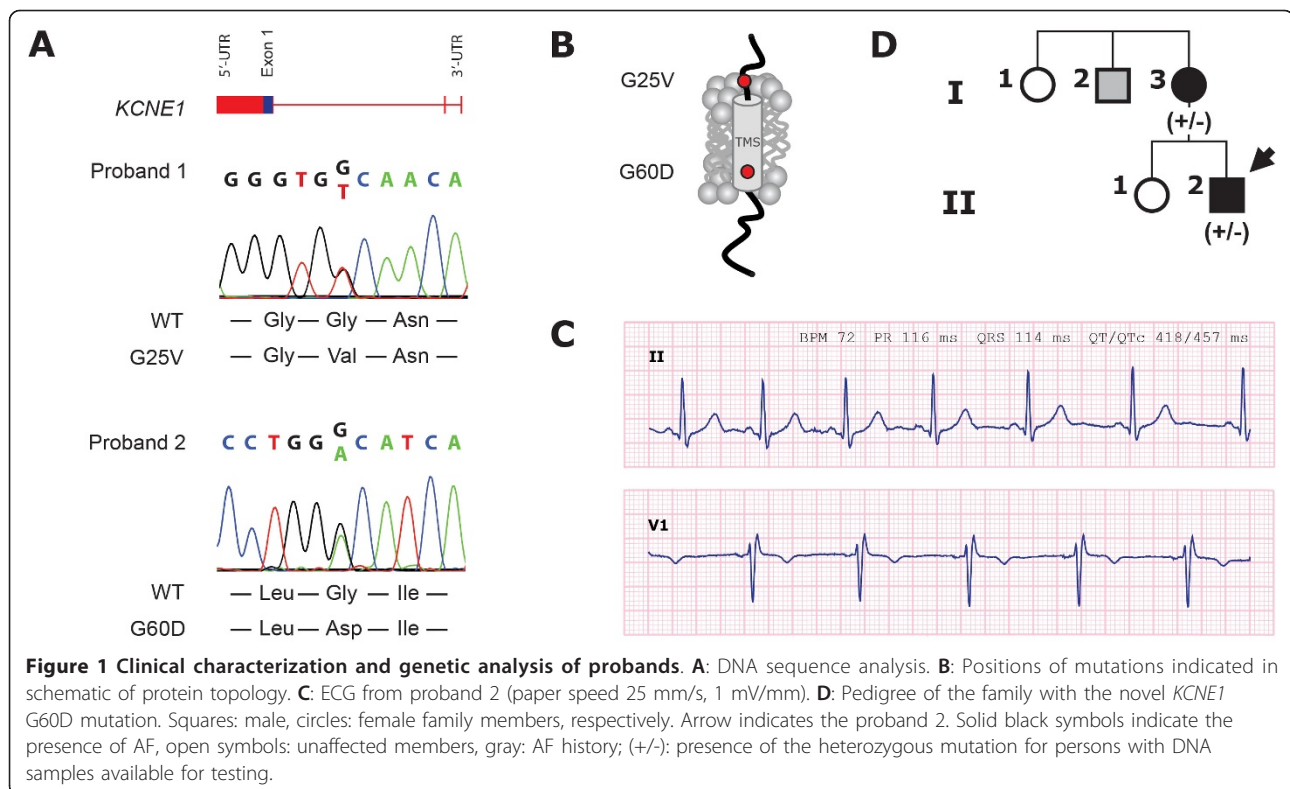 A
5′-UTR
Exon 1
3′-UTR
KCNE1
Proband 1
G G G T G G C A A C A
T
WT
— Gly — Gly — Asn —
G25V
— Gly — Val — Asn —
Proband 2
C C T G G G C A T C A
A
WT
— Leu — Gly — Ile —
G60D
— Leu — Asp — Ile —
B
G25V
TMS
G60D
C
BPM 72 PR 116 ms QRS 114 ms QT/QTc 418/457 ms
II
V1
D
I
1
2
3
(+/-)
II
1
2
(+/-)
Figure 1 Clinical characterization and genetic analysis of probands. A: DNA sequence analysis. B: Positions of mutations indicated in
schematic of protein topology. C: ECG from proband 2 (paper speed 25 mm/s, 1 mV/mm). D: Pedigree of the family with the novel KCNE1
G60D mutation. Squares: male, circles: female family members, respectively. Arrow indicates the proband 2. Solid black symbols indicate the
presence of AF, open symbols: unaffected members, gray: AF history; (+/-): presence of the heterozygous mutation for persons with DNA
samples available for testing.